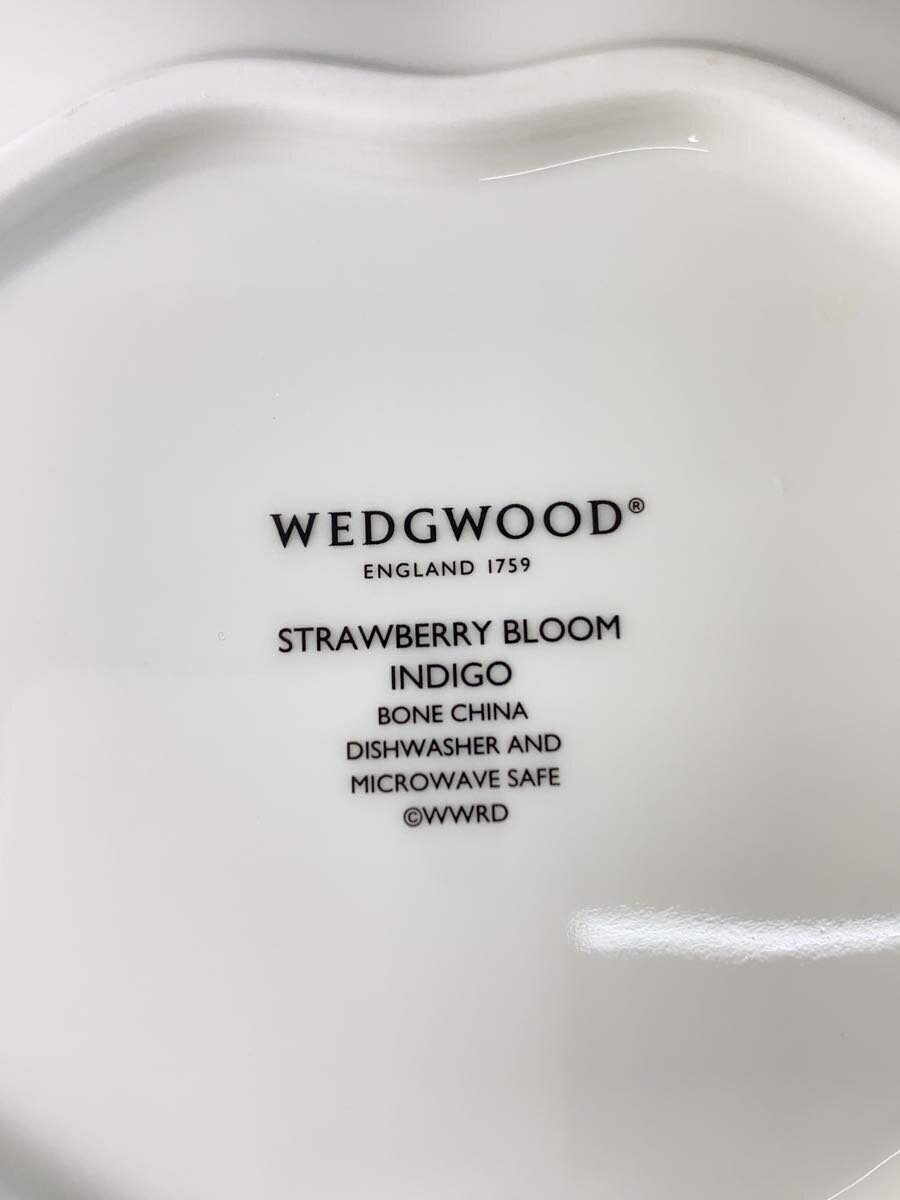 WEDGWOOD®
ENGLAND 1759
STRAWBERRY BLOOM
INDIGO
BONE CHINA
DISHWASHER AND
MICROWAVE SAFE
©WWRD